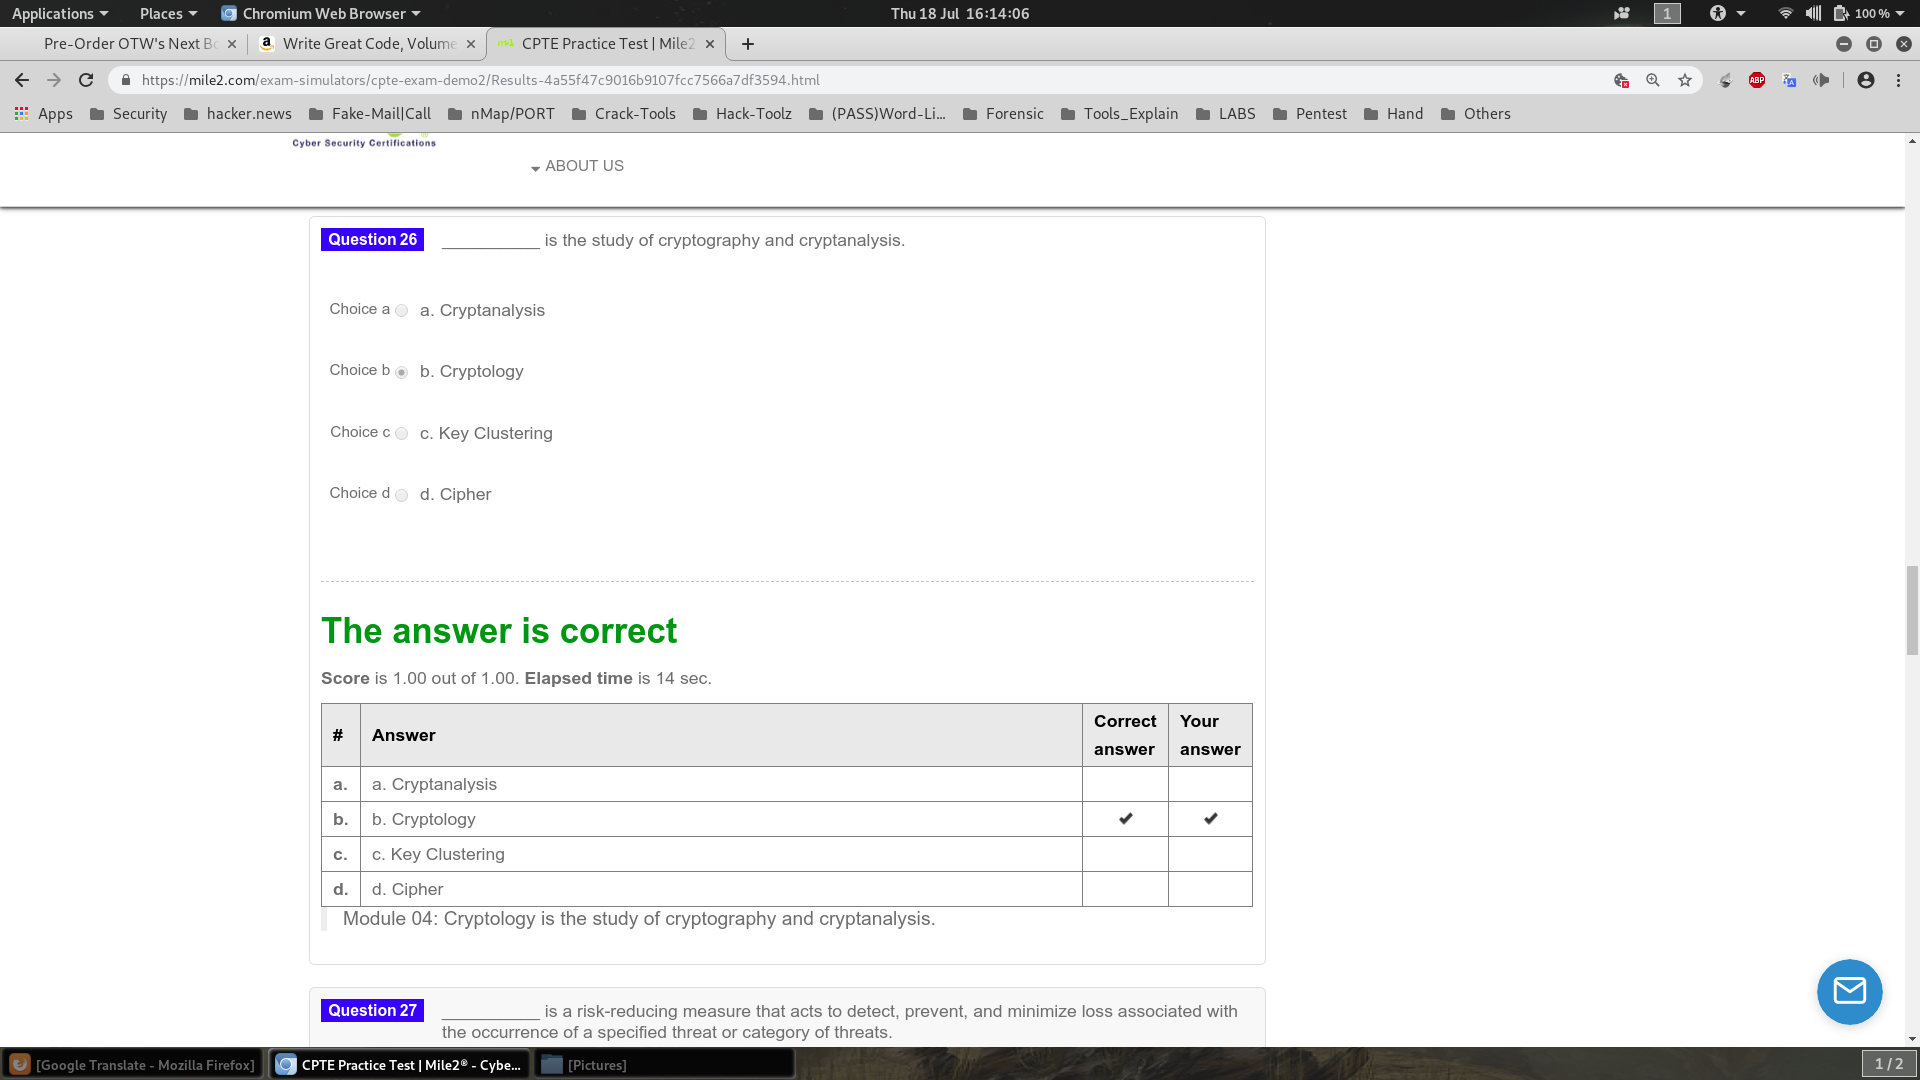 Applications Places Chromium Web Browser Thu 18 Jul 16:14:06 1 100 %
Pre-Order OTW's Next Bo Write Great Code, Volume CPTE Practice Test | Mile2
https://mile2.com/exam-simulators/cpte-exam-demo2/Results-4a55f47c9016b9107fcc7566a7df3594.html ABP
Apps Security hacker.news Fake-Mail|Call nMap/PORT Crack-Tools Hack-Toolz (PASS)Word-Li... Forensic Tools_Explain LABS Pentest Hand Others
Cyber Security Certifications
ABOUT US
Question 26 __________ is the study of cryptography and cryptanalysis.
Choice a a. Cryptanalysis
Choice b b. Cryptology
Choice c c. Key Clustering
Choice d d. Cipher
The answer is correct
Score is 1.00 out of 1.00. Elapsed time is 14 sec.
# Answer Correct answer Your answer
a. a. Cryptanalysis
b. b. Cryptology ✔ ✔
c. c. Key Clustering
d. d. Cipher
Module 04: Cryptology is the study of cryptography and cryptanalysis.
Question 27 __________ is a risk-reducing measure that acts to detect, prevent, and minimize loss associated with
the occurrence of a specified threat or category of threats.
[Google Translate - Mozilla Firefox] CPTE Practice Test | Mile2® - Cybe... [Pictures] 1 / 2